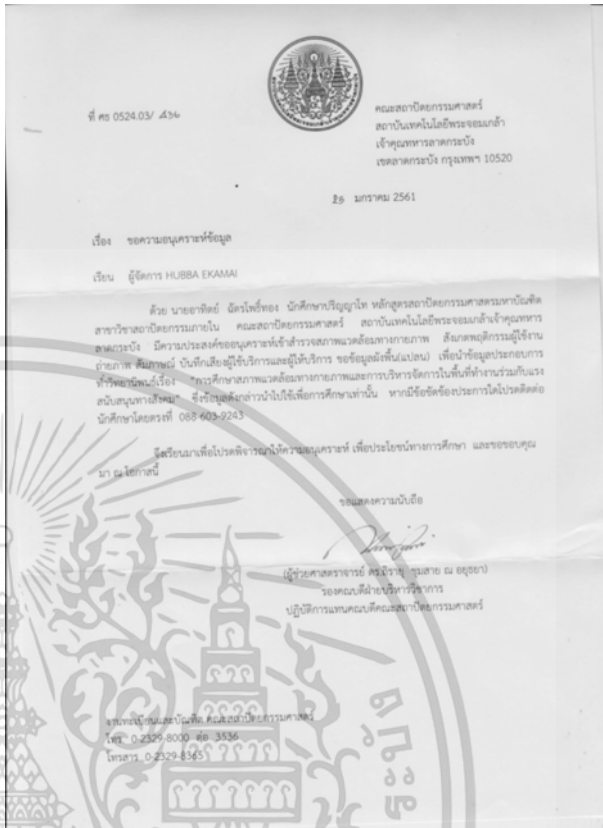 ที่ ศธ 0524.03/
คณะสถาปัตยกรรมศาสตร์
สถาบันเทคโนโลยีพระจอมเกล้า
เจ้าคุณทหารลาดกระบัง
เขตลาดกระบัง กรุงเทพฯ 10520
มกราคม 2561
เรื่อง ขอความอนุเคราะห์ข้อมูล
เรียน ผู้จัดการ HUBBA EKAMAI
ด้วย นายอาทิตย์ ฉัตรโพธิ์ทอง นักศึกษาปริญญาโท หลักสูตรสถาปัตยกรรมศาสตรมหาบัณฑิต
สาขาวิชาสถาปัตยกรรมภายใน คณะสถาปัตยกรรมศาสตร์ สถาบันเทคโนโลยีพระจอมเกล้าเจ้าคุณทหาร
ลาดกระบัง มีความประสงค์ขออนุเคราะห์เข้าสำรวจสภาพแวดล้อมทางกายภาพ สังเกตพฤติกรรมผู้ใช้งาน
ถ่ายภาพ สัมภาษณ์ บันทึกเสียงผู้ใช้บริการและผู้ให้บริการ ขอข้อมูลผังพื้น(แปลน) เพื่อนำข้อมูลประกอบการ
ทำวิทยานิพนธ์เรื่อง "การศึกษาสภาพแวดล้อมทางกายภาพและการบริหารจัดการในพื้นที่ทำงานร่วมกับแรง
สนับสนุนทางสังคม" ซึ่งข้อมูลดังกล่าวนำไปใช้เพื่อการศึกษาเท่านั้น หากมีข้อขัดข้องประการใดโปรดติดต่อ
นักศึกษาโดยตรงที่ 088 603-9243
จึงเรียนมาเพื่อโปรดพิจารณาให้ความอนุเคราะห์ เพื่อประโยชน์ทางการศึกษา และขอขอบคุณ
มา ณ โอกาสนี้
ขอแสดงความนับถือ
(ผู้ช่วยศาสตราจารย์ ดร.ถิรายุ ชุมสาย ณ อยุธยา)
รองคณบดีฝ่ายบริหารวิชาการ
ปฏิบัติการแทนคณบดีคณะสถาปัตยกรรมศาสตร์
งานทะเบียนและบัณฑิต คณะสถาปัตยกรรมศาสตร์
โทร. 0-2329-8000 ต่อ 3536
โทรสาร 0-2329-8365